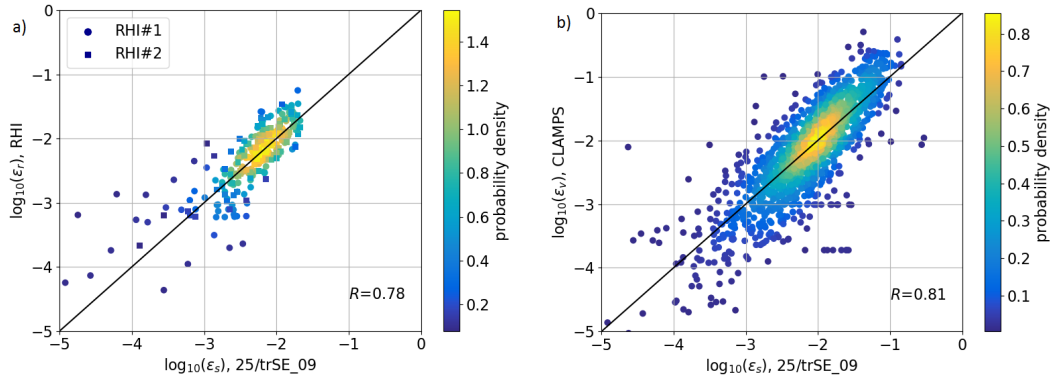 a)
RHI#1
RHI#2
log₁₀(εᵣ), RHI
0
−1
−2
−3
−4
−5
−5 −4 −3 −2 −1 0
log₁₀(εₛ), 25/trSE_09
R=0.78
1.4
1.2
1.0
0.8
0.6
0.4
0.2
probability density
b)
log₁₀(εᵥ), CLAMPS
0
−1
−2
−3
−4
−5
−5 −4 −3 −2 −1 0
log₁₀(εₛ), 25/trSE_09
R=0.81
0.8
0.7
0.6
0.5
0.4
0.3
0.2
0.1
probability density